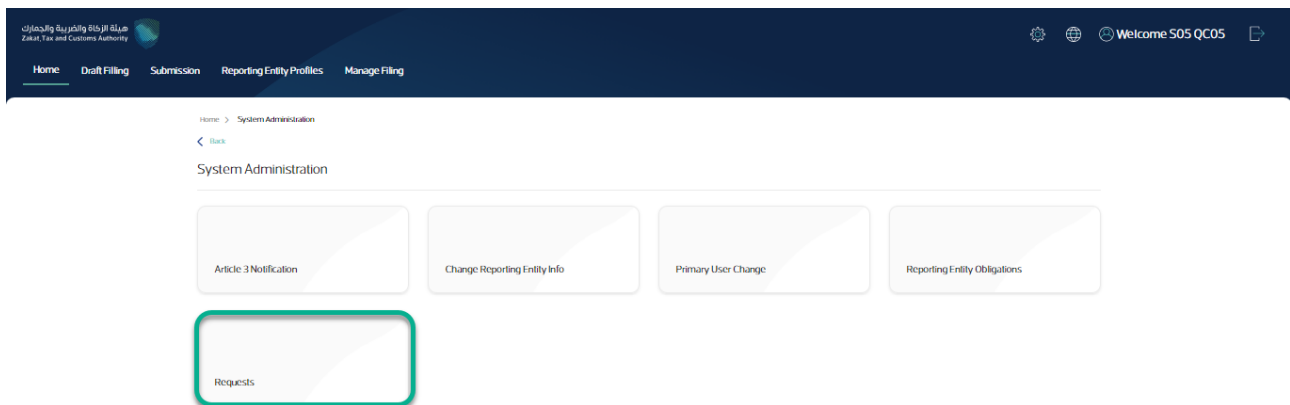 هيئة الزكاة والضريبة والجمارك
Zakat, Tax and Customs Authority
Welcome S05 QC05
Home Draft Filling Submission Reporting Entity Profiles Manage Filing
Home > System Administration
Back
System Administration
Article 3 Notification
Change Reporting Entity Info
Primary User Change
Reporting Entity Obligations
Requests